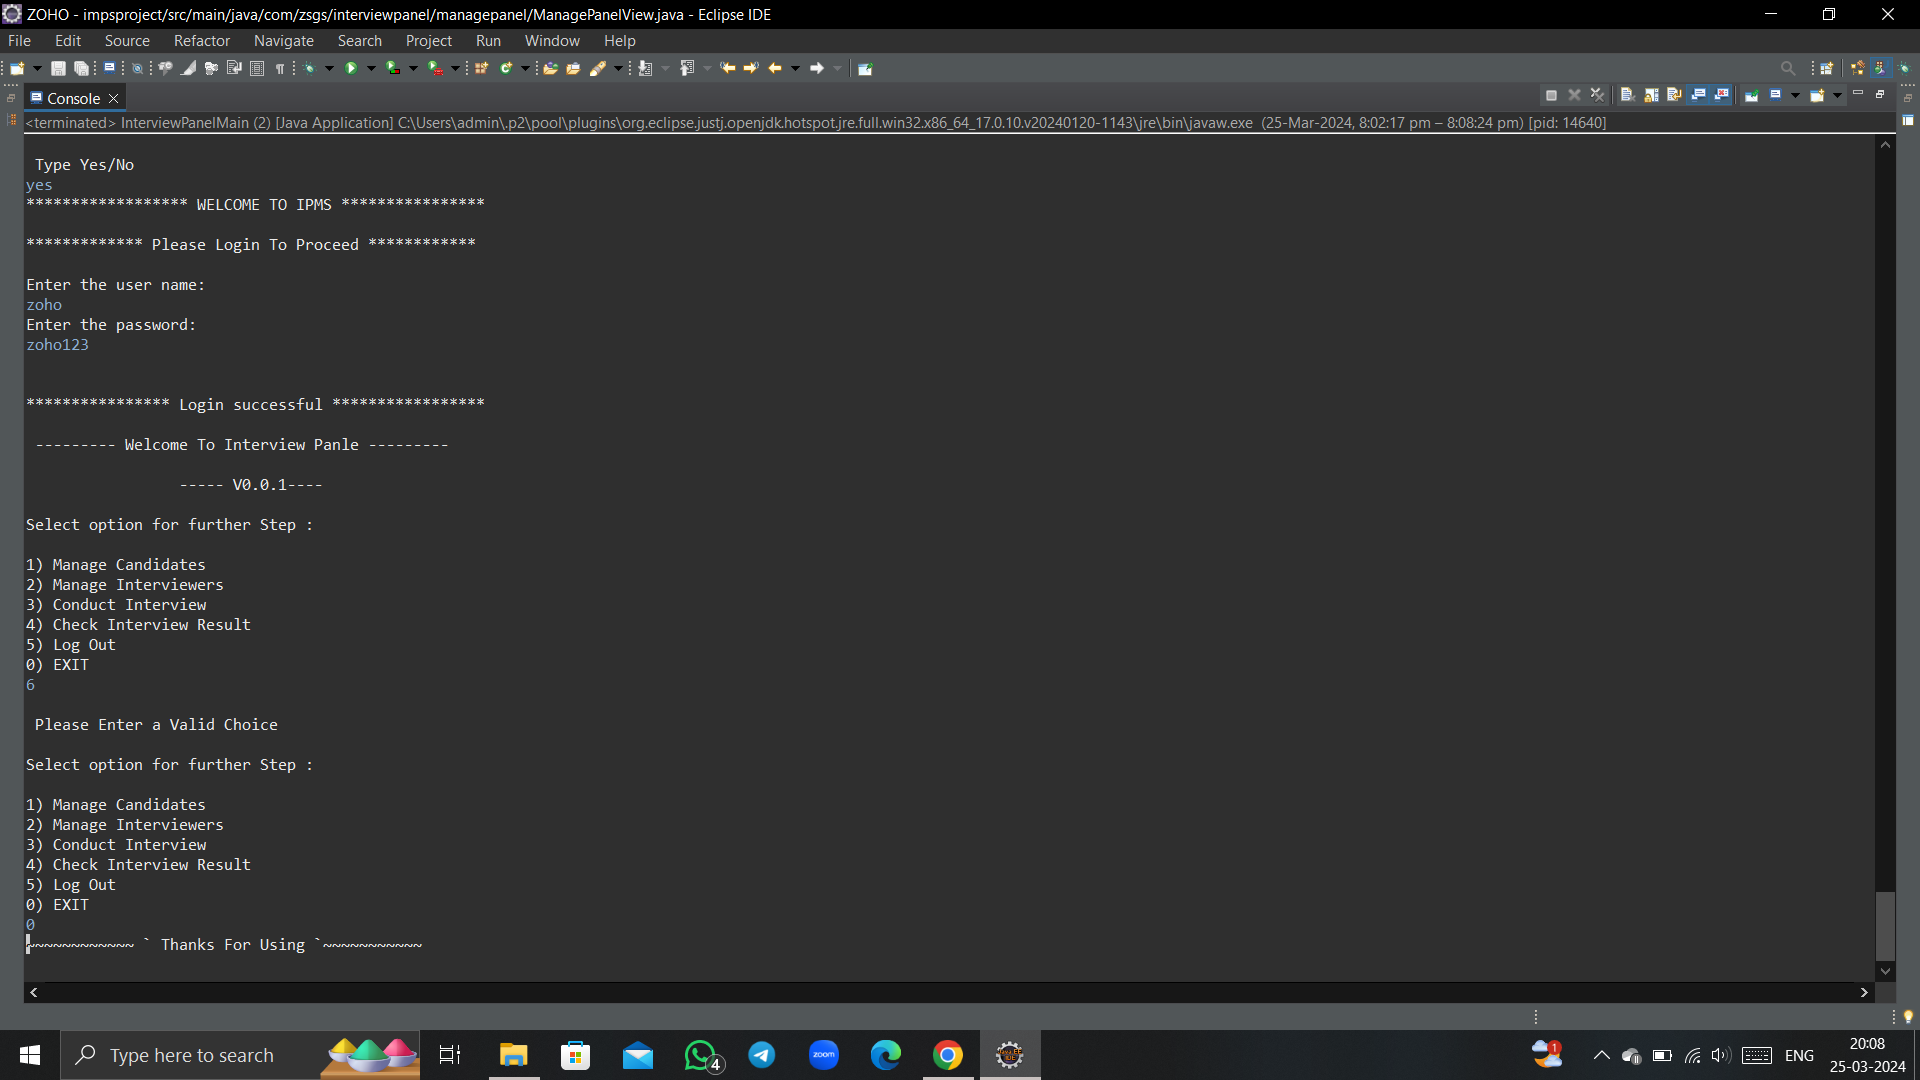 ZOHO - impsproject/src/main/java/com/zsgs/interviewpanel/managepanel/ManagePanelView.java - Eclipse IDE
File Edit Source Refactor Navigate Search Project Run Window Help
Console
<terminated> InterviewPanelMain (2) [Java Application] C:\Users\admin\.p2\pool\plugins\org.eclipse.justj.openjdk.hotspot.jre.full.win32.x86_64_17.0.10.v20240120-1143\jre\bin\javaw.exe (25-Mar-2024, 8:02:17 pm – 8:08:24 pm) [pid: 14640]
Type Yes/No
yes
****************** WELCOME TO IPMS ****************
************* Please Login To Proceed ************
Enter the user name:
zoho
Enter the password:
zoho123
**************** Login successful *****************
--------- Welcome To Interview Panle ---------
----- V0.0.1----
Select option for further Step :
1) Manage Candidates
2) Manage Interviewers
3) Conduct Interview
4) Check Interview Result
5) Log Out
0) EXIT
6
Please Enter a Valid Choice
Select option for further Step :
1) Manage Candidates
2) Manage Interviewers
3) Conduct Interview
4) Check Interview Result
5) Log Out
0) EXIT
0
~~~~~~~~~~~~ ` Thanks For Using `~~~~~~~~~~~
Type here to search
4
zoom
1
ENG
20:08
25-03-2024